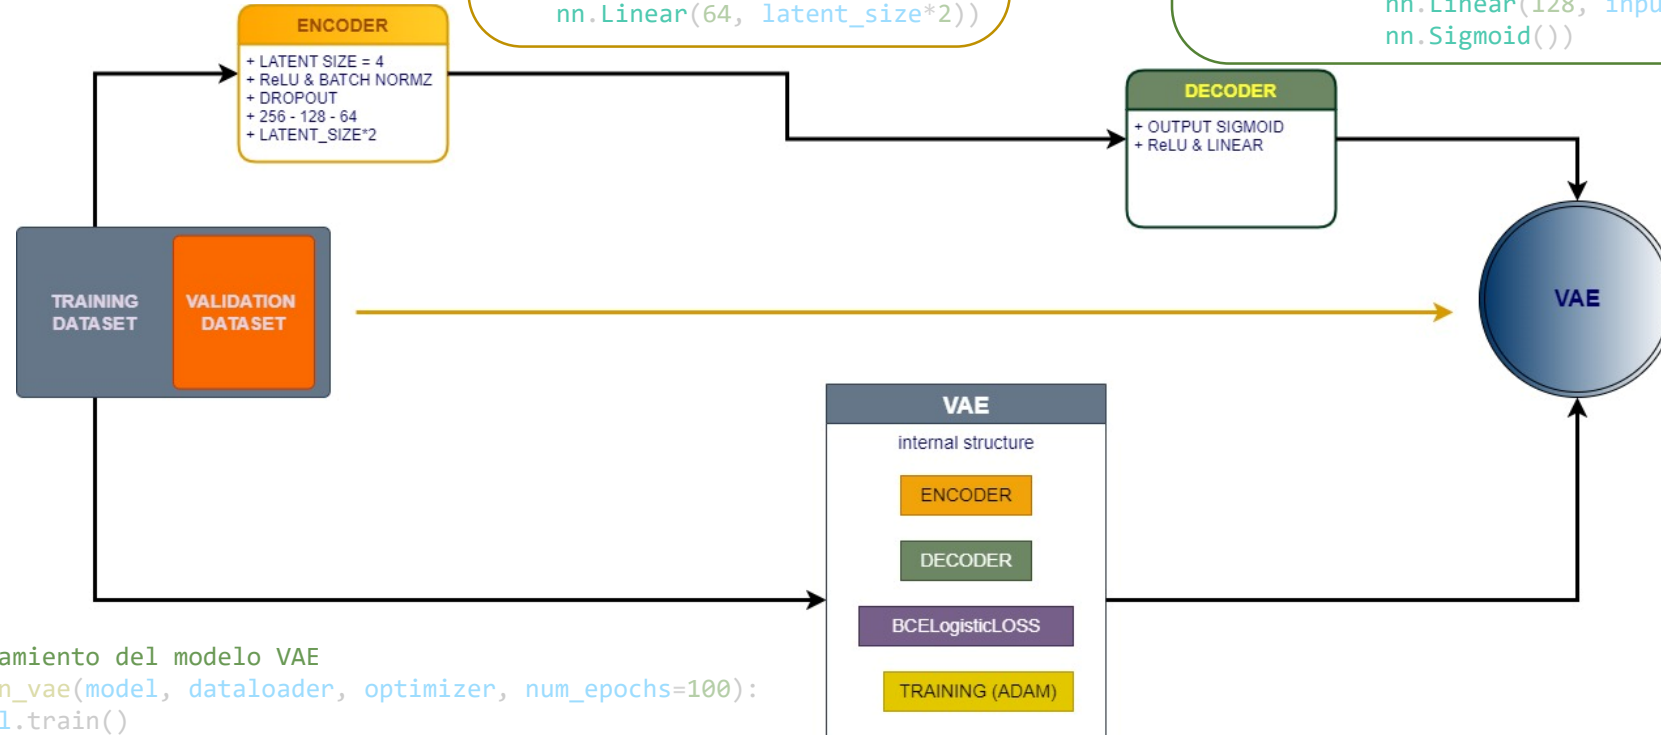 nn.Linear(64, latent_size*2))
nn.Linear(128, inpu
nn.Sigmoid())
ENCODER
+ LATENT SIZE = 4
+ ReLU & BATCH NORMZ
+ DROPOUT
+ 256 - 128 - 64
+ LATENT_SIZE*2
DECODER
+ OUTPUT SIGMOID
+ ReLU & LINEAR
TRAINING
DATASET
VALIDATION
DATASET
VAE
VAE
internal structure
ENCODER
DECODER
BCELogisticLOSS
TRAINING (ADAM)
amiento del modelo VAE
n_vae(model, dataloader, optimizer, num_epochs=100):
l.train()